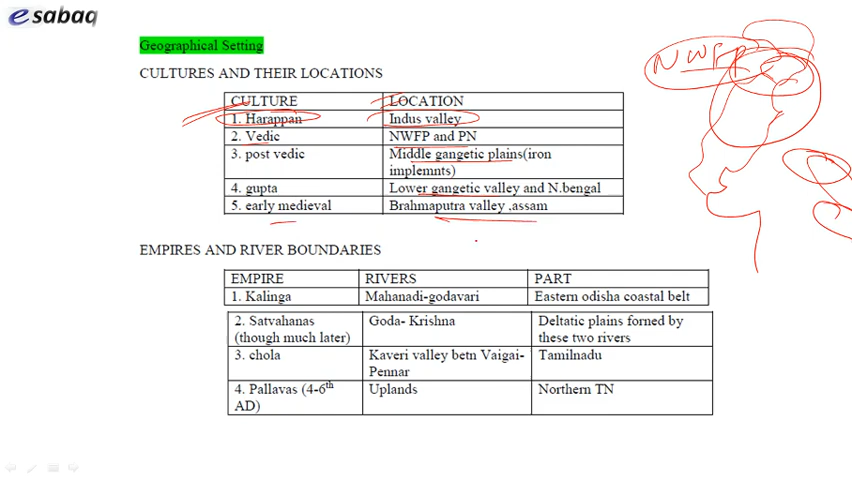 esabaq
NWFP
Geographical Setting
CULTURES AND THEIR LOCATIONS
CULTURE LOCATION
1. Harappan Indus valley
2. Vedic NWFP and PN
3. post vedic Middle gangetic plains(iron
implemnts)
4. gupta Lower gangetic valley and N.bengal
5. early medieval Brahmaputra valley ,assam
EMPIRES AND RIVER BOUNDARIES
EMPIRE RIVERS PART
1. Kalinga Mahanadi-godavari Eastern odisha coastal belt
2. Satvahanas Goda- Krishna Deltatic plains forned by
(though much later) these two rivers
3. chola Kaveri valley betn Vaigai- Tamilnadu
Pennar
4. Pallavas (4-6th Uplands Northern TN
AD)